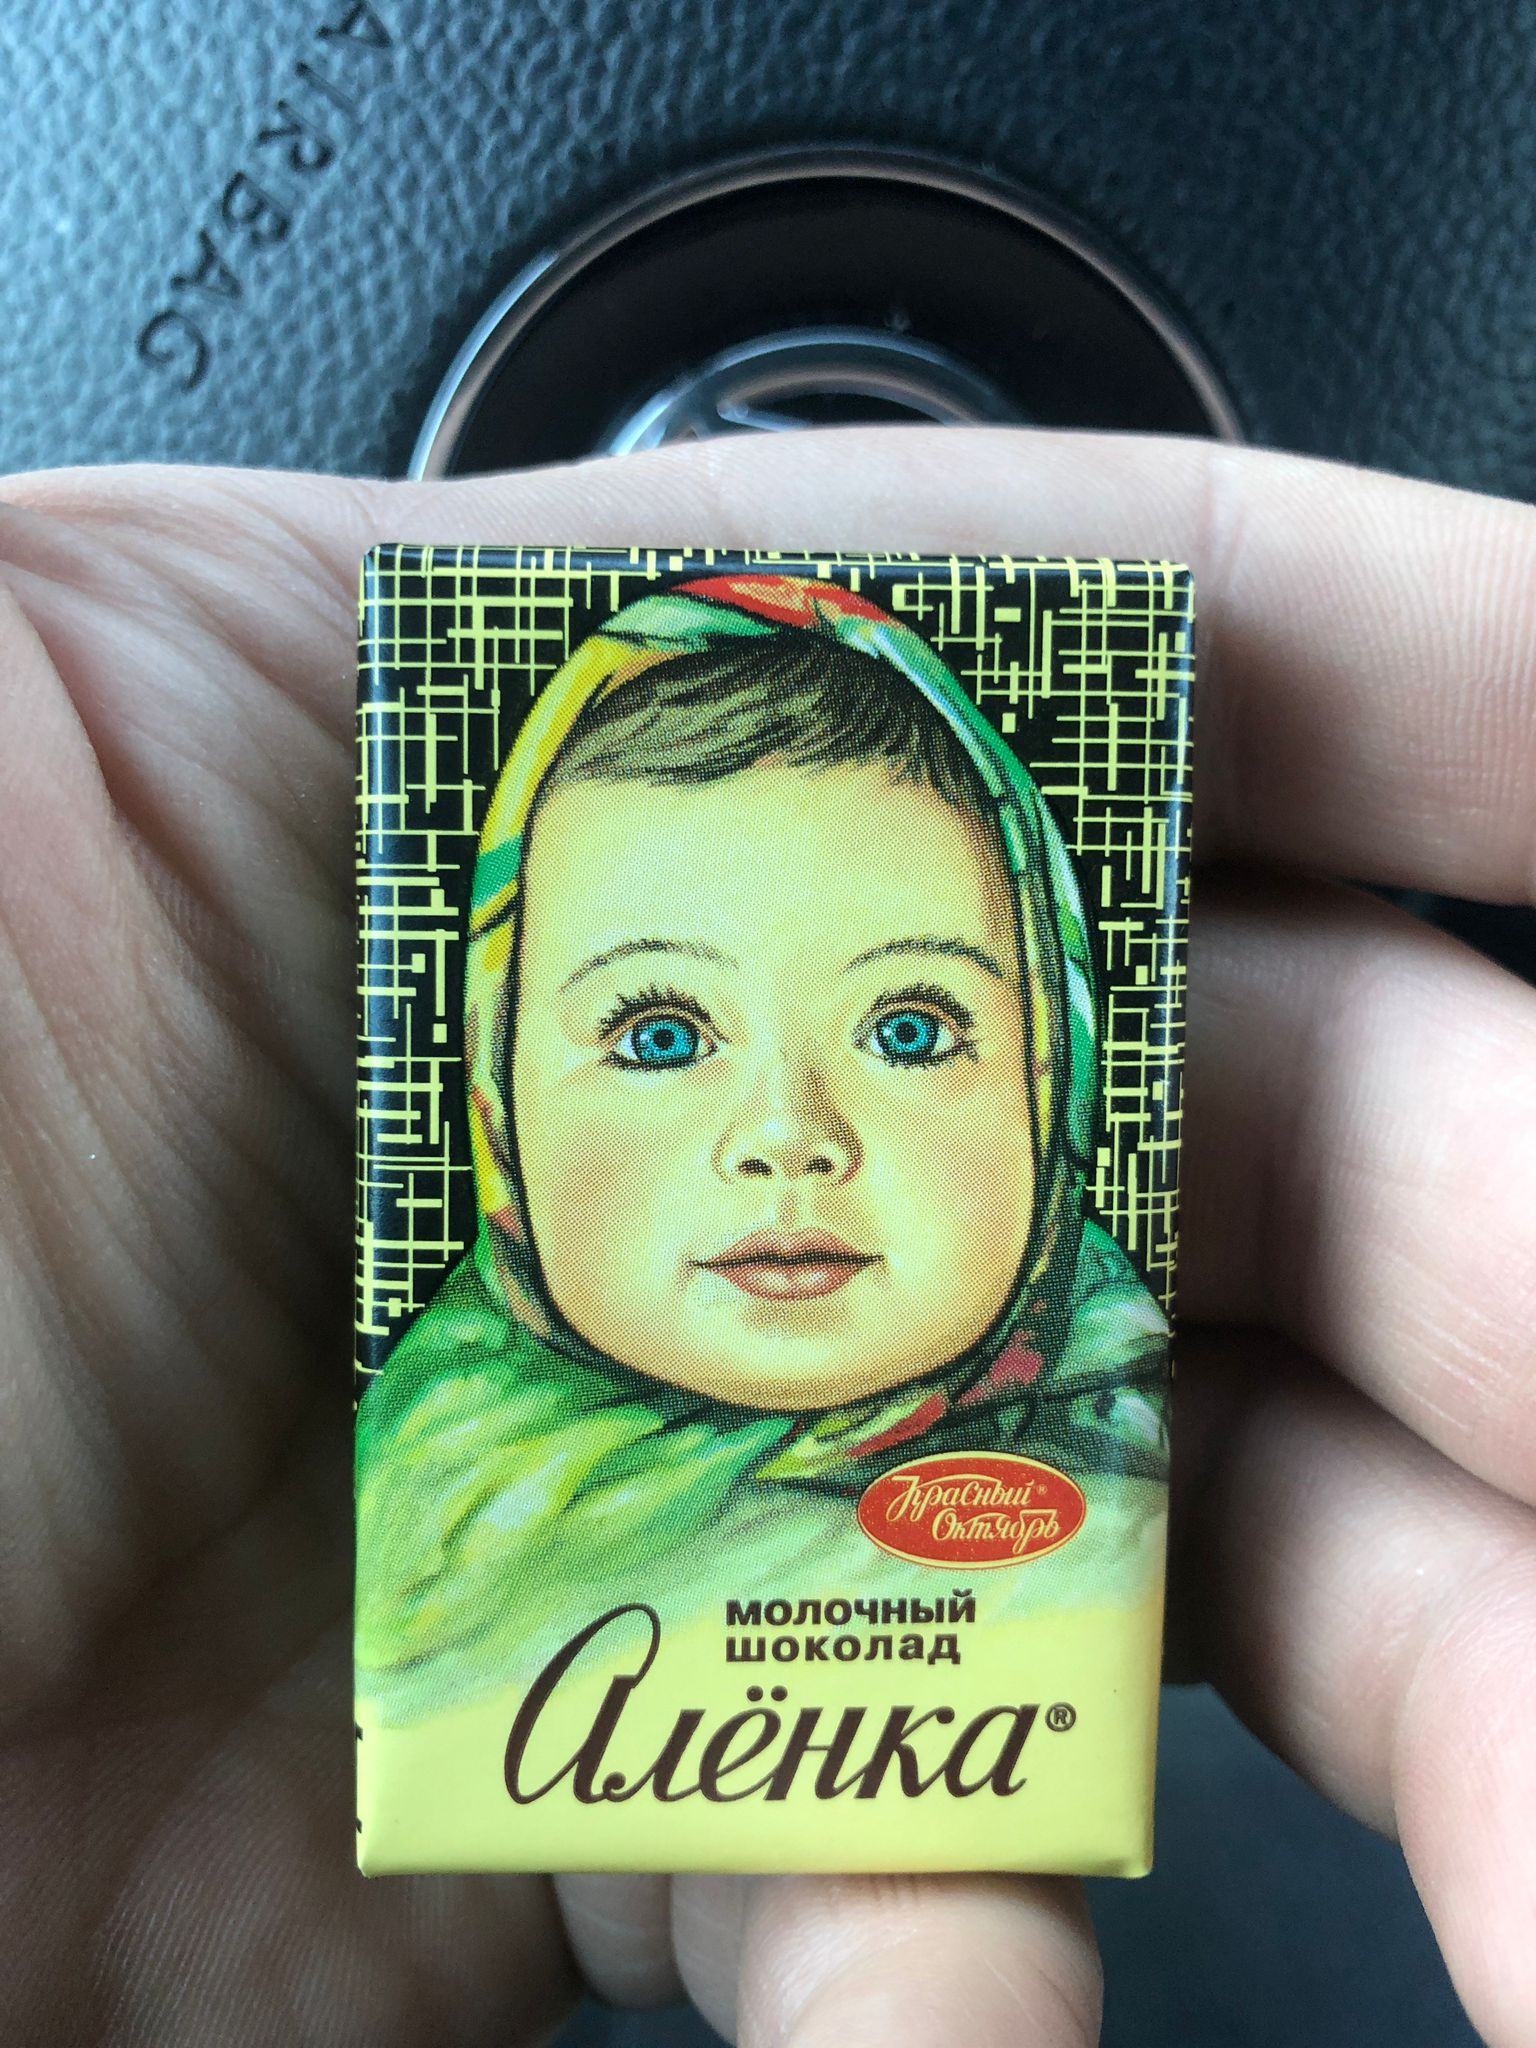 AIRBAG
Красный®
Октябрь
молочный
шоколад
Алёнка®